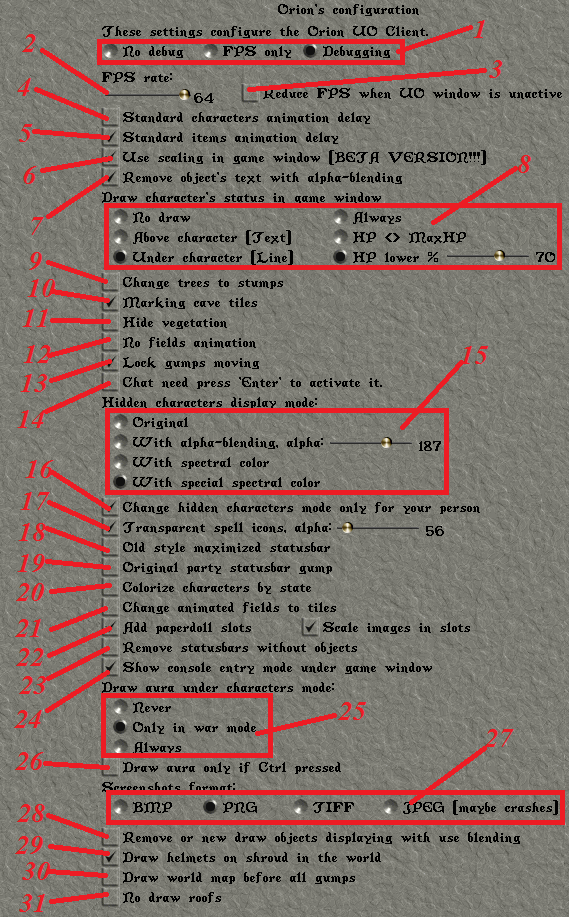 Orion's configuration
These settings configure the Orion UO Client.
1
No debug FPS only Debugging
2
FPS rate:
3
64 Reduce FPS when UO window is unactive
4 Standard characters animation delay
5 Standard items animation delay
6 Use scaling in game window [BETA VERSION!!!]
7 Remove object's text with alpha-blending
8
Draw character's status in game window
No draw Always
Above character [Text] HP <> MaxHP
Under character [Line] HP lower % 70
9 Change trees to stumps
10 Marking cave tiles
11 Hide vegetation
12 No fields animation
13 Lock gumps moving
14 Chat need press 'Enter' to activate it.
15
Hidden characters display mode:
Original
With alpha-blending, alpha: 187
With spectral color
With special spectral color
16 Change hidden characters mode only for your person
17 Transparent spell icons, alpha: 56
18 Old style maximized statusbar
19 Original party statusbar gump
20 Colorize characters by state
21 Change animated fields to tiles
22 Add paperdoll slots Scale images in slots
23 Remove statusbars without objects
24 Show console entry mode under game window
Draw aura under characters mode:
Never
25
Only in war mode
Always
26 Draw aura only if Ctrl pressed
27
Screenshots format:
BMP PNG TIFF JPEG [maybe crashes]
28 Remove or new draw objects displaying with use blending
29 Draw helmets on shroud in the world
30 Draw world map before all gumps
31 No draw roofs